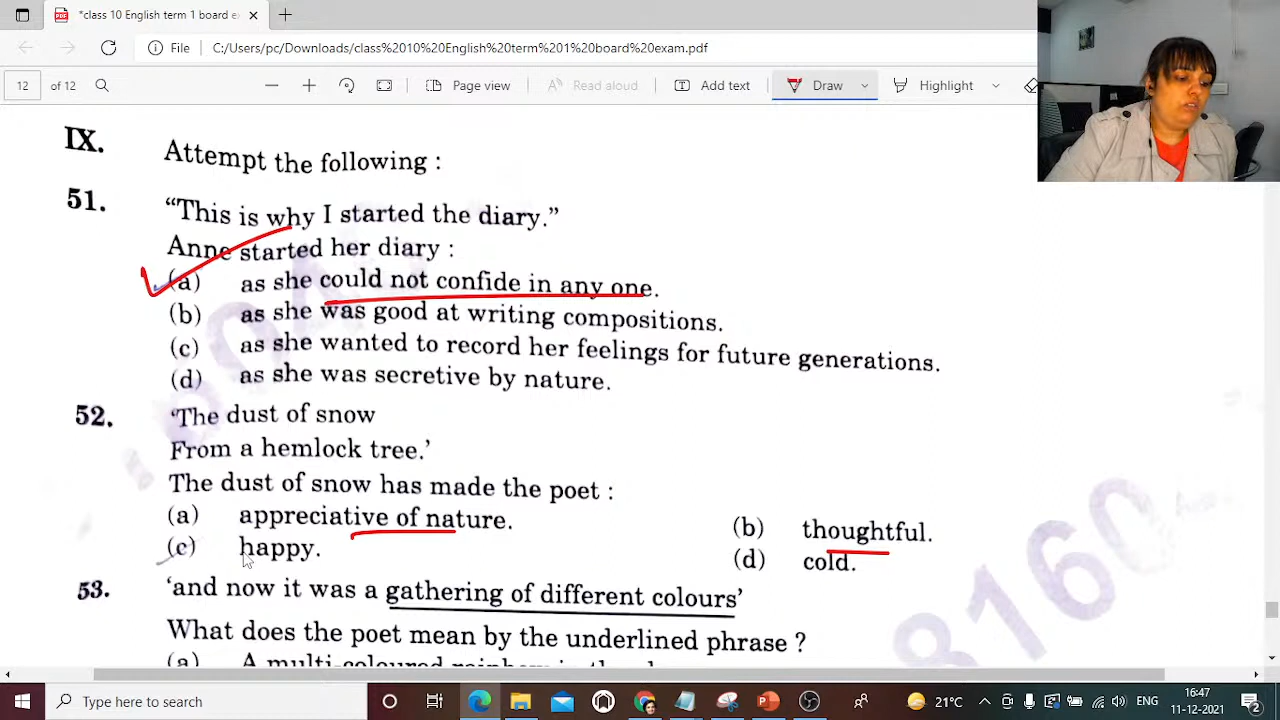 *class 10 English term 1 board e
File C:/Users/pc/Downloads/class%2010%20English%20term%201%20board%20exam.pdf
12 of 12 Page view Read aloud Add text Draw Highlight
IX. Attempt the following :
51. “This is why I started the diary.”
Anne started her diary :
(a) as she could not confide in any one.
(b) as she was good at writing compositions.
(c) as she wanted to record her feelings for future generations.
(d) as she was secretive by nature.
52. ‘The dust of snow
From a hemlock tree.’
The dust of snow has made the poet :
(a) appreciative of nature. (b) thoughtful.
(c) happy. (d) cold.
53. ‘and now it was a gathering of different colours’
What does the poet mean by the underlined phrase ?
(a) A multi-coloured rainbow in the
8160
Type here to search
21°C ENG 16:47
11-12-2021